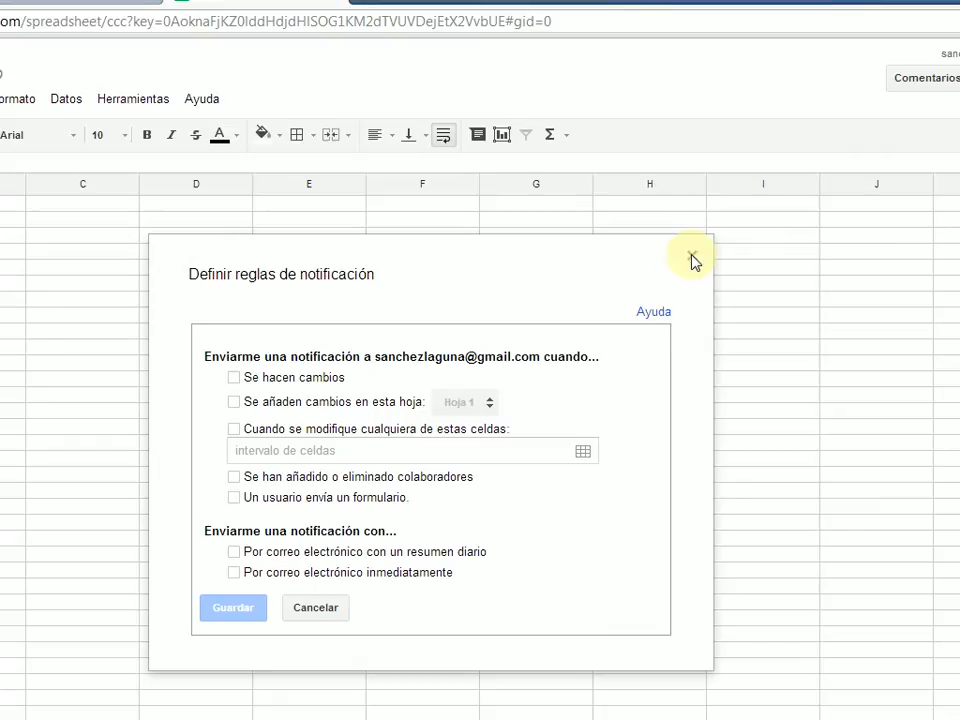 om/spreadsheet/ccc?key=0AoknaFjKZ0IddHdjdHlSOG1KM2dTVUVDejEtX2VvbUE#gid=0
san
Comentarios
ormato Datos Herramientas Ayuda
Arial 10 B I S A Σ
C D E F G H I J
Definir reglas de notificación
Ayuda
Enviarme una notificación a sanchezlaguna@gmail.com cuando...
Se hacen cambios
Se añaden cambios en esta hoja: Hoja 1
Cuando se modifique cualquiera de estas celdas:
intervalo de celdas
Se han añadido o eliminado colaboradores
Un usuario envía un formulario.
Enviarme una notificación con...
Por correo electrónico con un resumen diario
Por correo electrónico inmediatamente
Guardar Cancelar